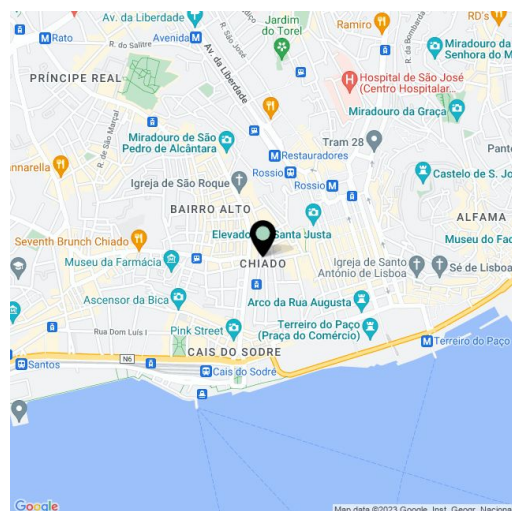 Av. da Liberdade
RD's
Ramiro
Jardim
do Torel
R. da Bombarda
Rato
Avenida
R. do Salitre
R. São José
Miradouro da
Senhora do M
Av. da Liberdade
PRÍNCIPE REAL
Hospital de São José
(Centro Hospitalar...
Miradouro da Graça
R. de São Marçal
Miradouro de São
Pedro de Alcântara
Tram 28
Restauradores
Pant
annarella
Rossio
Castelo de S. Jo
Igreja de São Roque
Rossio
BAIRRO ALTO
ALFAMA
Elevador de Santa Justa
Seventh Brunch Chiado
Museu do Fad
Museu da Farmácia
CHIADO
Igreja de Santo
António de Lisboa
Sé de Lisboa
Ascensor da Bica
Arco da Rua Augusta
Rua Dom Luís I
Pink Street
Terreiro do Paço
(Praça do Comércio)
CAIS DO SODRE
Terreiro do Paço
N6
Santos
Cais do Sodré
Google
Map data ©2023 Google, Inst. Geogr. Naciona